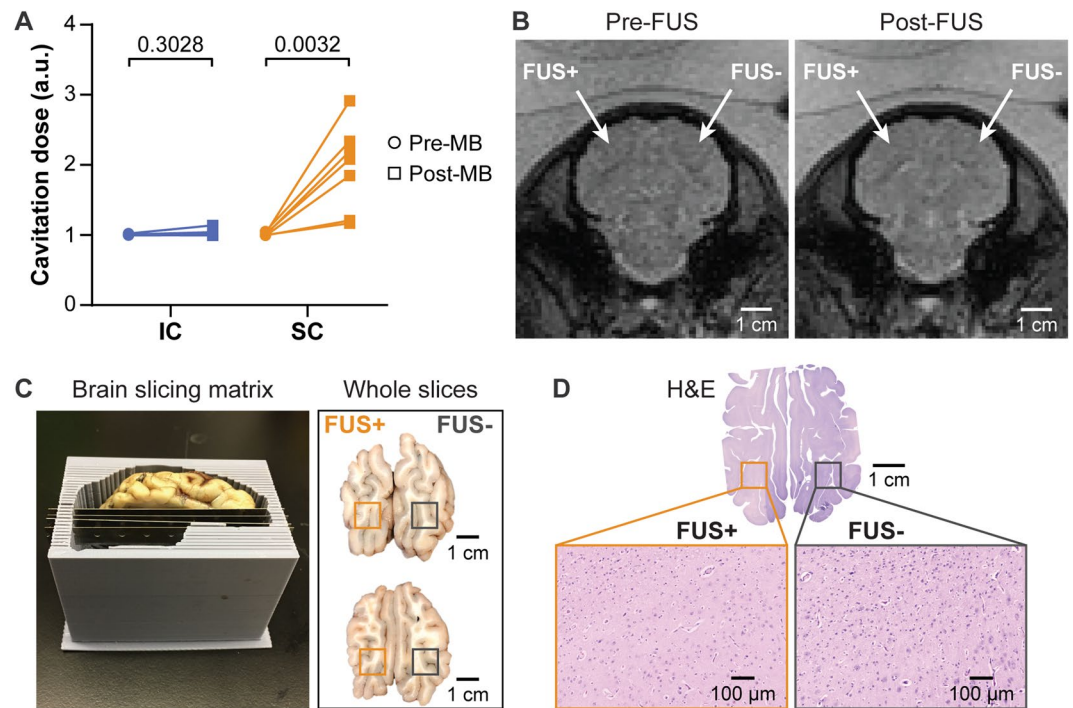 A
Cavitation dose (a.u.)
4
3
2
1
0
0.3028
0.0032
Pre-MB
Post-MB
IC
SC
B
Pre-FUS
Post-FUS
FUS+
FUS-
FUS+
FUS-
1 cm
1 cm
C
Brain slicing matrix
Whole slices
FUS+
FUS-
1 cm
1 cm
D
H&E
1 cm
FUS+
FUS-
100 µm
100 µm